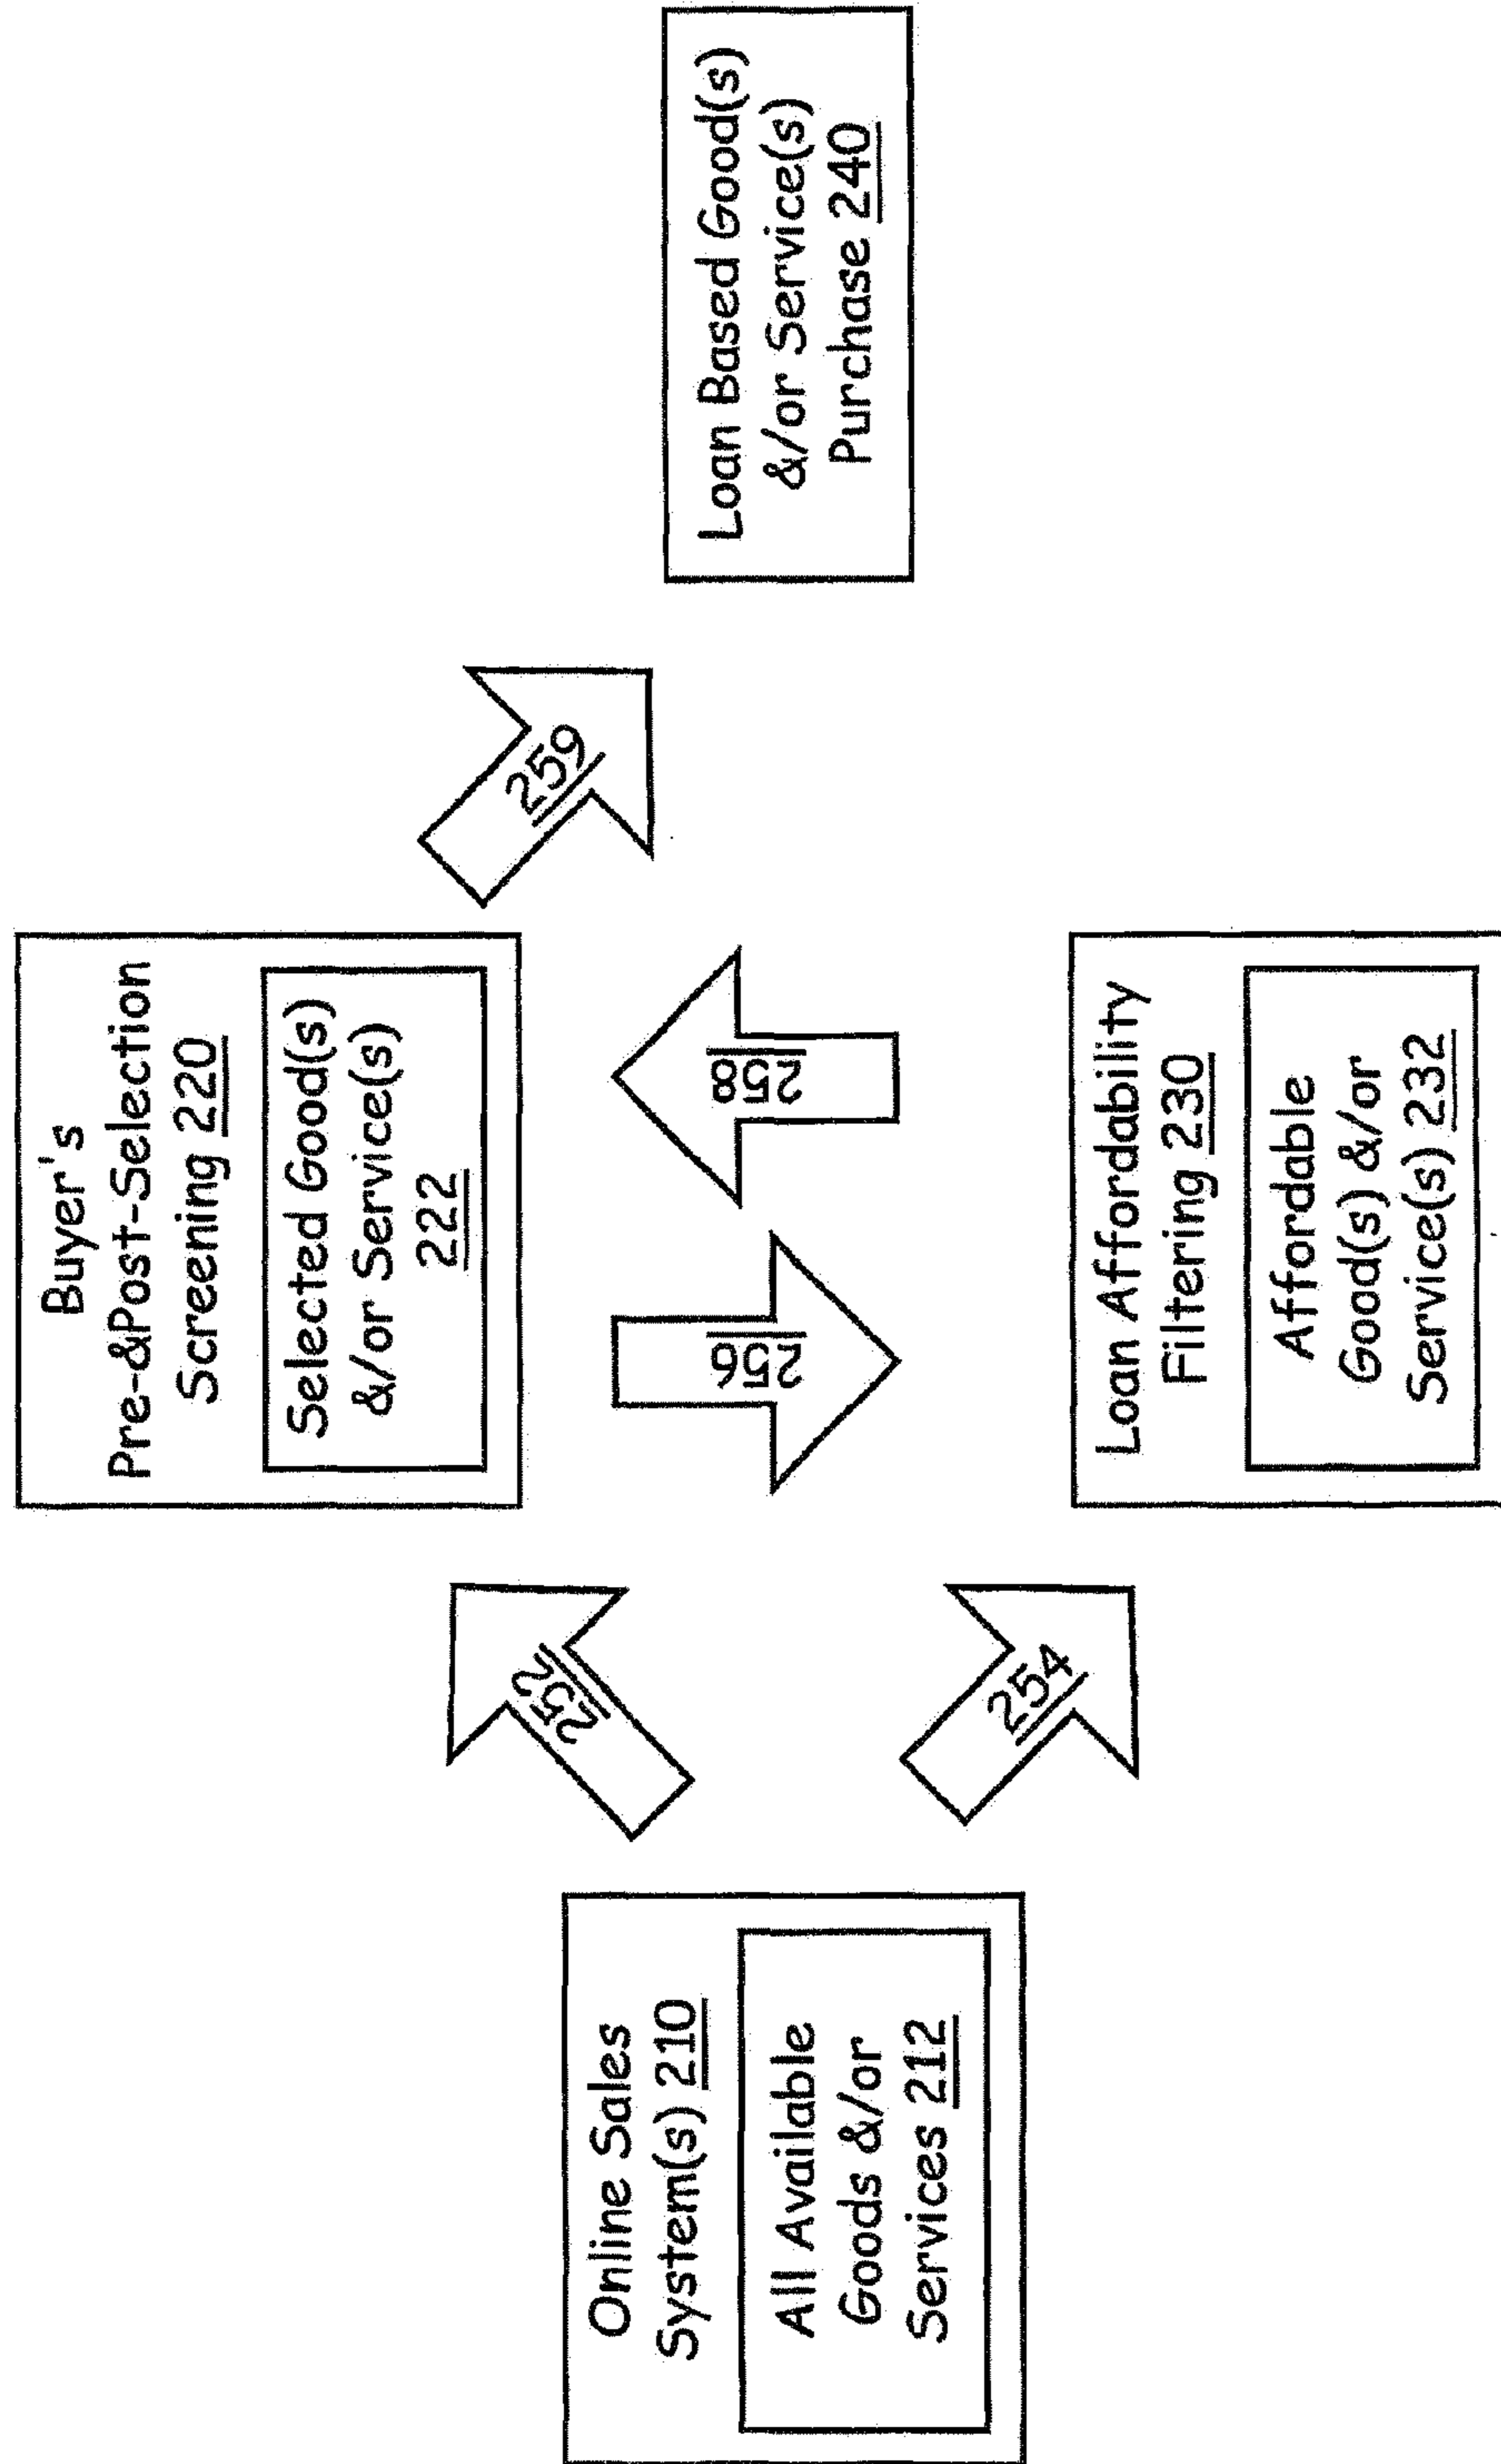 Online Sales
System(s) 210
All Available
Goods &/or
Services 212
252
254
Buyer's
Pre-&Post-Selection
Screening 220
Selected Good(s)
&/or Service(s)
222
256
258
Loan Affordability
Filtering 230
Affordable
Good(s) &/or
Service(s) 232
259
Loan Based Good(s)
&/or Service(s)
Purchase 240